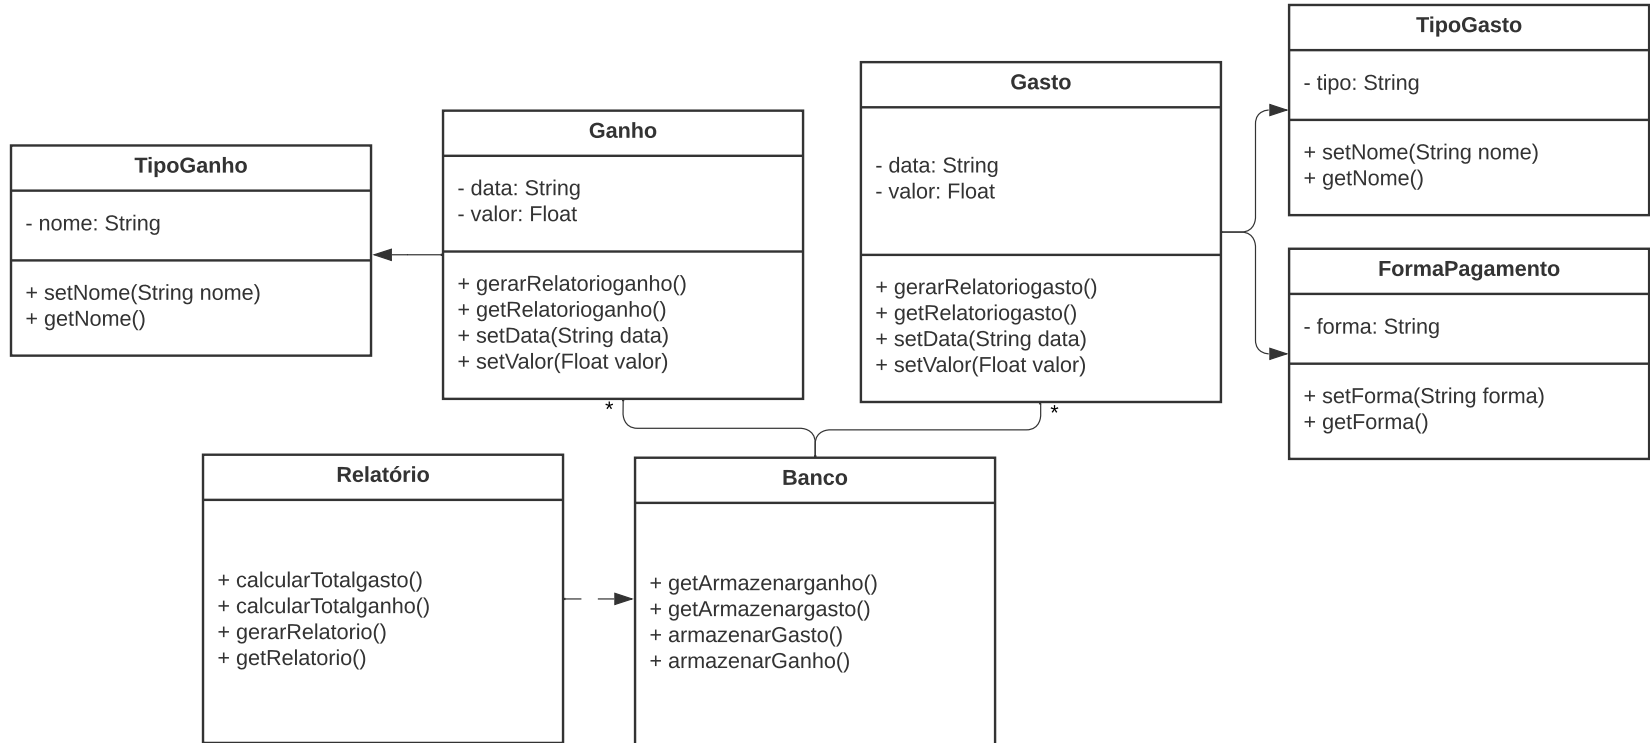 TipoGanho
- nome: String
+ setNome(String nome)
+ getNome()
Ganho
- data: String
- valor: Float
+ gerarRelatorioganho()
+ getRelatorioganho()
+ setData(String data)
+ setValor(Float valor)
*
Gasto
- data: String
- valor: Float
+ gerarRelatoriogasto()
+ getRelatoriogasto()
+ setData(String data)
+ setValor(Float valor)
*
TipoGasto
- tipo: String
+ setNome(String nome)
+ getNome()
FormaPagamento
- forma: String
+ setForma(String forma)
+ getForma()
Relatório
+ calcularTotalgasto()
+ calcularTotalganho()
+ gerarRelatorio()
+ getRelatorio()
Banco
+ getArmazenarganho()
+ getArmazenargasto()
+ armazenarGasto()
+ armazenarGanho()